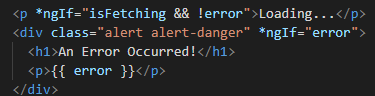 <p *ngIf="isFetching && !error">Loading...</p>
<div class="alert alert-danger" *ngIf="error">
<h1>An Error Occurred!</h1>
<p>{{ error }}</p>
</div>